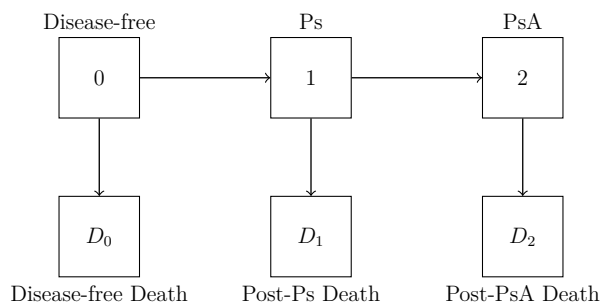 Disease-free Ps PsA
0 1 2
D₀ D₁ D₂
Disease-free Death Post-Ps Death Post-PsA Death